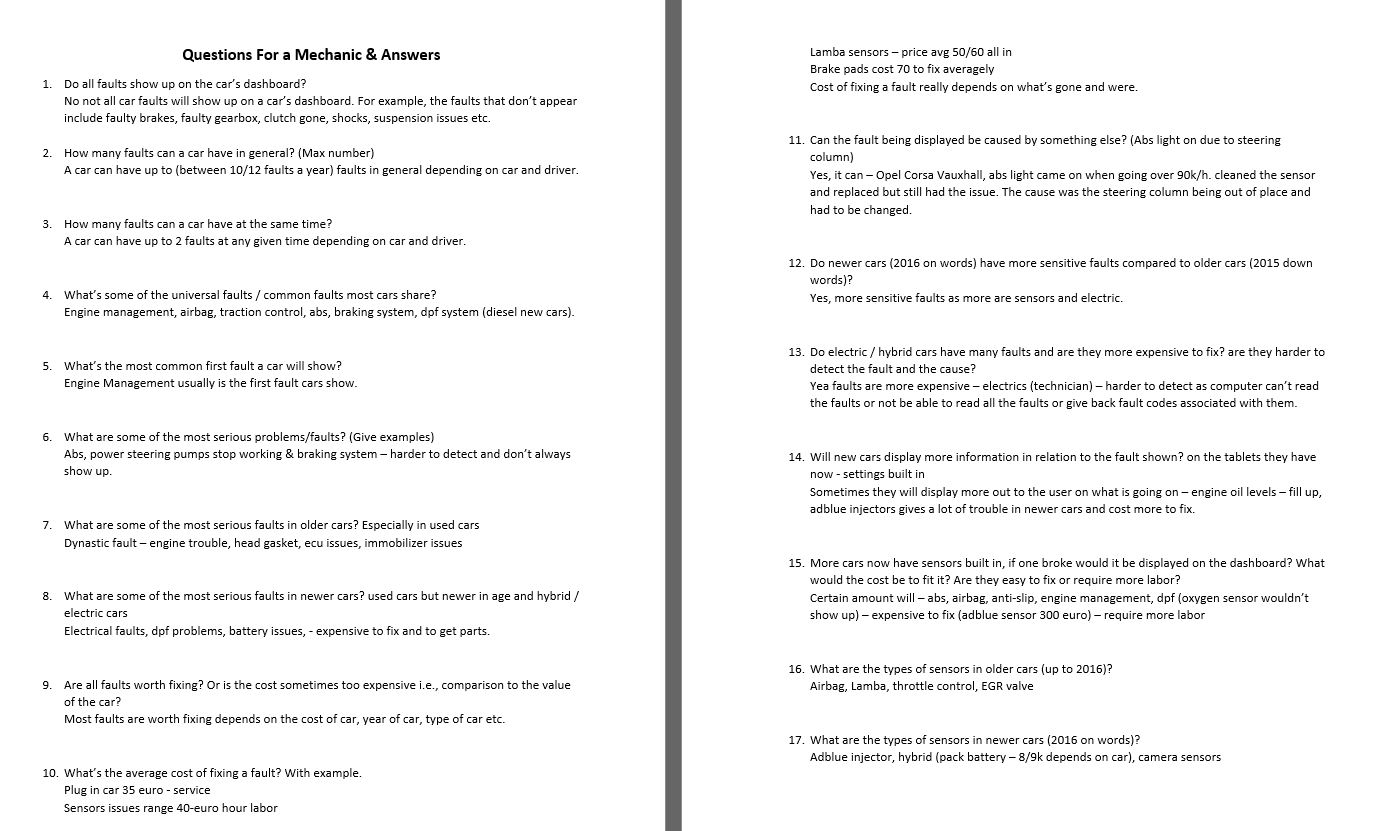 Questions For a Mechanic & Answers
1. Do all faults show up on the car's dashboard?
No not all car faults will show up on a car's dashboard. For example, the faults that don't appear
include faulty brakes, faulty gearbox, clutch gone, shocks, suspension issues etc.
2. How many faults can a car have in general? (Max number)
A car can have up to (between 10/12 faults a year) faults in general depending on car and driver.
3. How many faults can a car have at the same time?
A car can have up to 2 faults at any given time depending on car and driver.
4. What's some of the universal faults / common faults most cars share?
Engine management, airbag, traction control, abs, braking system, dpf system (diesel new cars).
5. What's the most common first fault a car will show?
Engine Management usually is the first fault cars show.
6. What are some of the most serious problems/faults? (Give examples)
Abs, power steering pumps stop working & braking system – harder to detect and don't always
show up.
7. What are some of the most serious faults in older cars? Especially in used cars
Dynastic fault – engine trouble, head gasket, ecu issues, immobilizer issues
8. What are some of the most serious faults in newer cars? used cars but newer in age and hybrid /
electric cars
Electrical faults, dpf problems, battery issues, - expensive to fix and to get parts.
9. Are all faults worth fixing? Or is the cost sometimes too expensive i.e., comparison to the value
of the car?
Most faults are worth fixing depends on the cost of car, year of car, type of car etc.
10. What's the average cost of fixing a fault? With example.
Plug in car 35 euro - service
Sensors issues range 40-euro hour labor
Lamba sensors – price avg 50/60 all in
Brake pads cost 70 to fix averagely
Cost of fixing a fault really depends on what's gone and were.
11. Can the fault being displayed be caused by something else? (Abs light on due to steering
column)
Yes, it can – Opel Corsa Vauxhall, abs light came on when going over 90k/h. cleaned the sensor
and replaced but still had the issue. The cause was the steering column being out of place and
had to be changed.
12. Do newer cars (2016 on words) have more sensitive faults compared to older cars (2015 down
words)?
Yes, more sensitive faults as more are sensors and electric.
13. Do electric / hybrid cars have many faults and are they more expensive to fix? are they harder to
detect the fault and the cause?
Yea faults are more expensive – electrics (technician) – harder to detect as computer can't read
the faults or not be able to read all the faults or give back fault codes associated with them.
14. Will new cars display more information in relation to the fault shown? on the tablets they have
now - settings built in
Sometimes they will display more out to the user on what is going on – engine oil levels – fill up,
adblue injectors gives a lot of trouble in newer cars and cost more to fix.
15. More cars now have sensors built in, if one broke would it be displayed on the dashboard? What
would the cost be to fit it? Are they easy to fix or require more labor?
Certain amount will – abs, airbag, anti-slip, engine management, dpf (oxygen sensor wouldn't
show up) – expensive to fix (adblue sensor 300 euro) – require more labor
16. What are the types of sensors in older cars (up to 2016)?
Airbag, Lamba, throttle control, EGR valve
17. What are the types of sensors in newer cars (2016 on words)?
Adblue injector, hybrid (pack battery – 8/9k depends on car), camera sensors